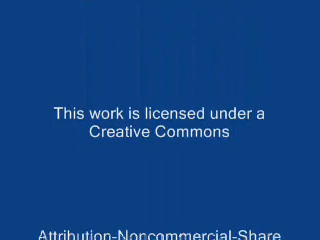 This work is licensed under a
Creative Commons
Attribution-Noncommercial-Share